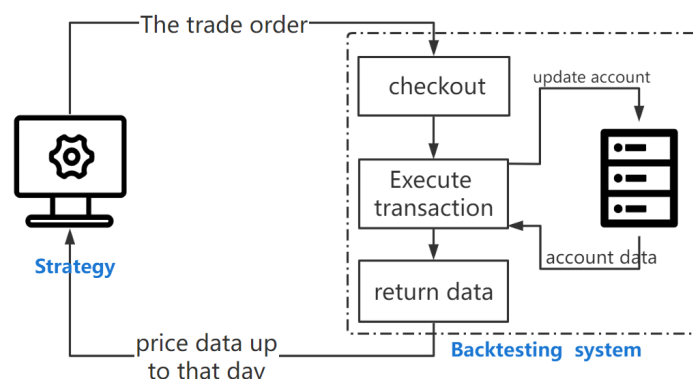 The trade order
checkout
update account
Execute
transaction
account data
Strategy
return data
price data up
to that day
Backtesting system